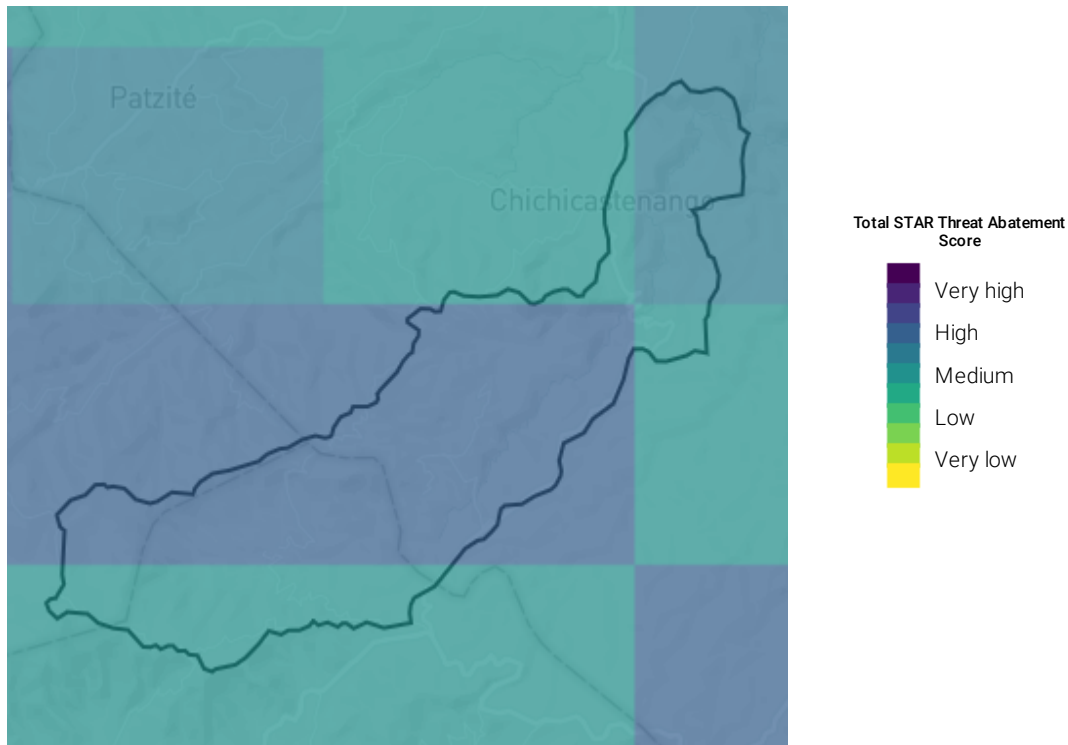 Patzité
Chichicastenango
Total STAR Threat Abatement
Score
Very high
High
Medium
Low
Very low